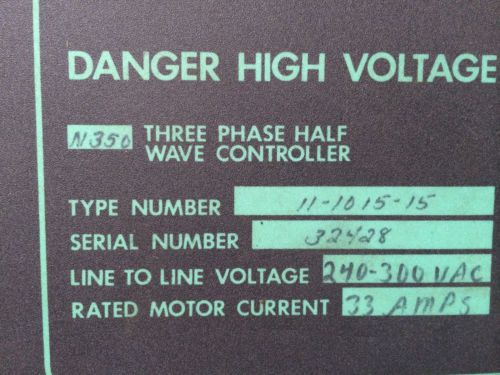 DANGER HIGH VOLTAGE
N350 THREE PHASE HALF
WAVE CONTROLLER
TYPE NUMBER 11-1015-15
SERIAL NUMBER 32428
LINE TO LINE VOLTAGE 240-300 VAC
RATED MOTOR CURRENT 33 AMPS